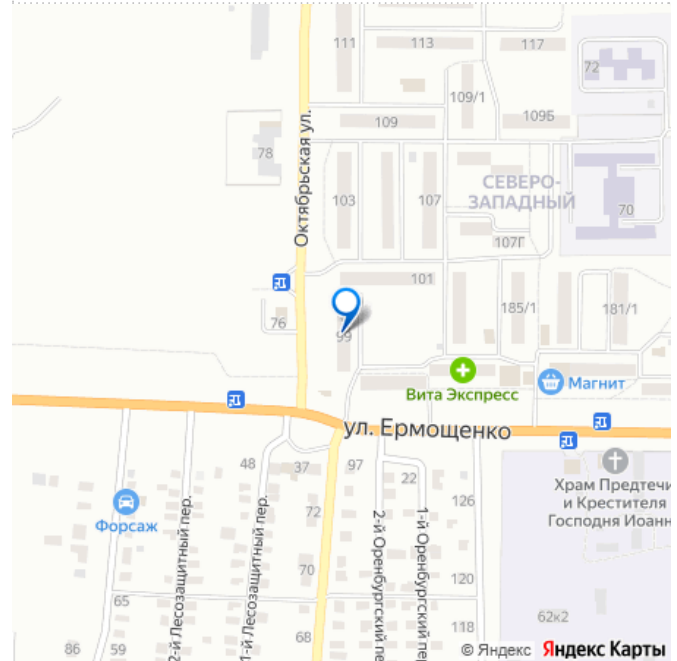 111
113
117
72
109/1
109Б
109
Октябрьская ул.
78
СЕВЕРО-
ЗАПАДНЫЙ
103
107
70
107Г
101
185/1
181/1
76
99
Вита Экспресс
Магнит
ул. Ермощенко
48
37
97
22
126
Храм Предтечи
и Крестителя
Господня Иоанн
Форсаж
2-й Лесозащитный пер.
1-й Лесозащитный пер.
72
2-й Оренбургский пе
1-й Оренбургский пер.
70
120
65
62к2
118
86
59
68
© Яндекс Яндекс Карты